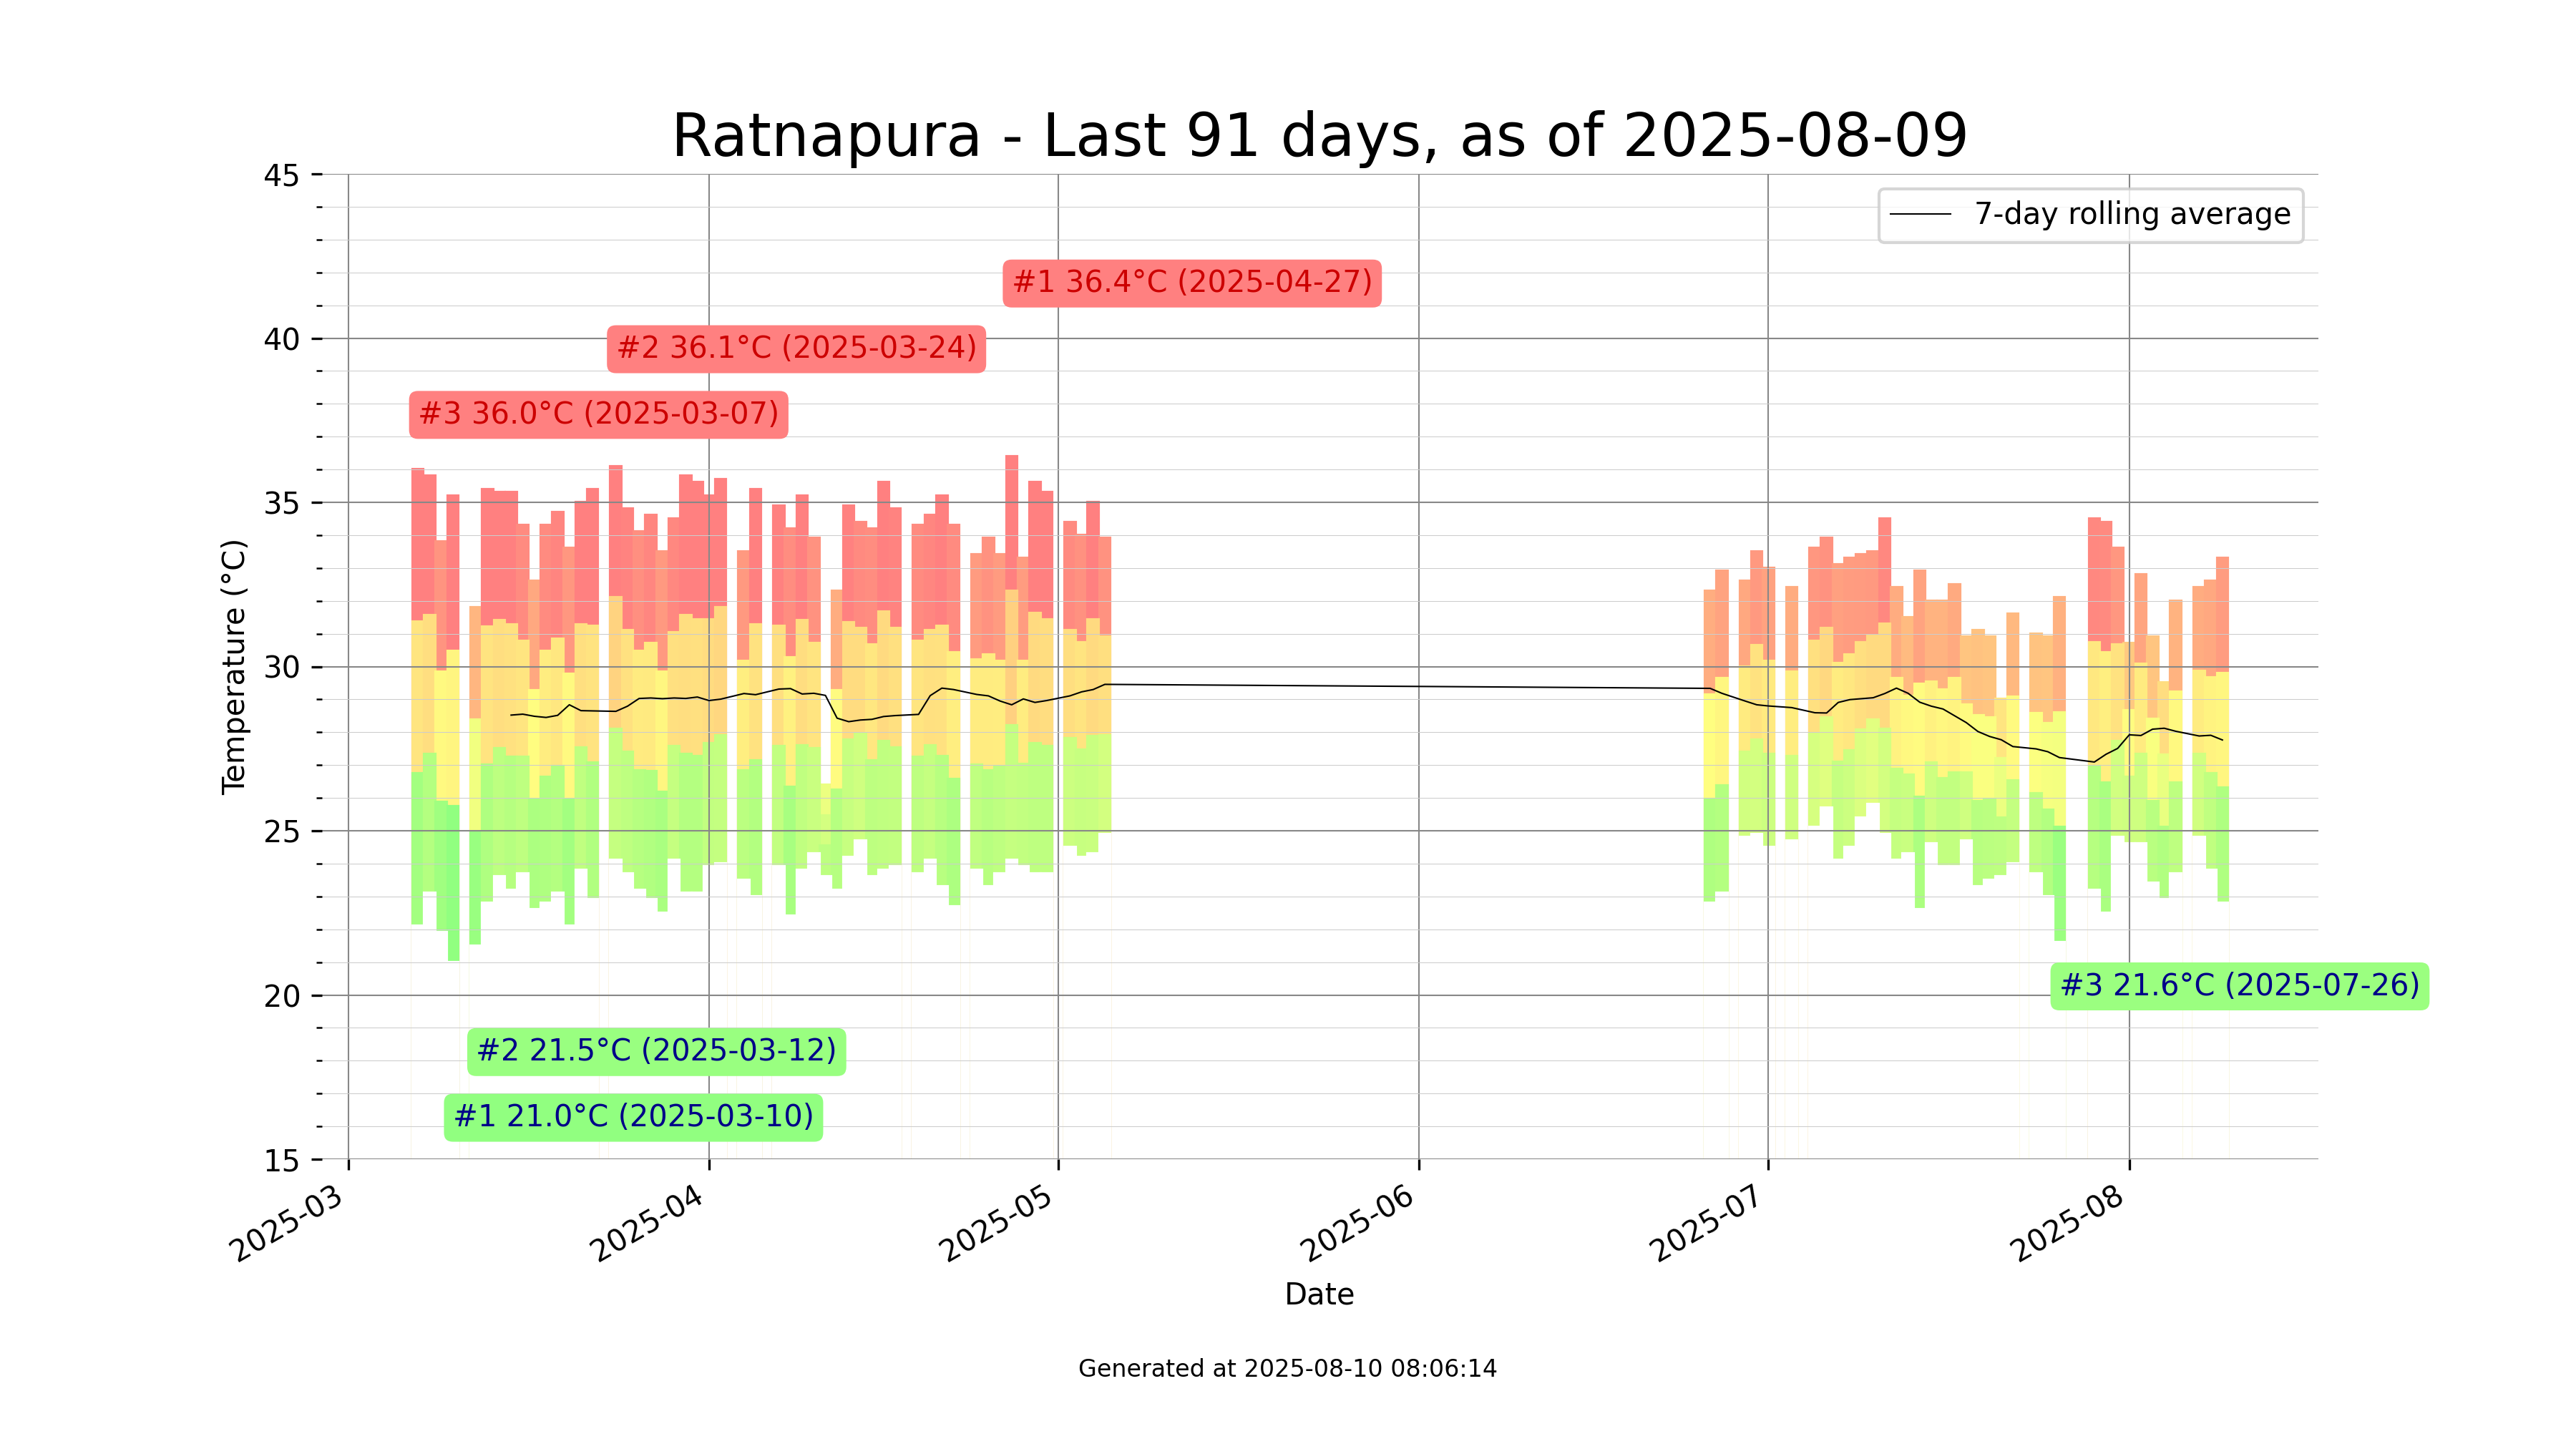 Ratnapura - Last 91 days, as of 2025-08-09
7-day rolling average
#1 36.4°C (2025-04-27)
#2 36.1°C (2025-03-24)
#3 36.0°C (2025-03-07)
#3 21.6°C (2025-07-26)
#2 21.5°C (2025-03-12)
#1 21.0°C (2025-03-10)
Temperature (°C)
45
40
35
30
25
20
15
2025-03
2025-04
2025-05
2025-06
2025-07
2025-08
Date
Generated at 2025-08-10 08:06:14